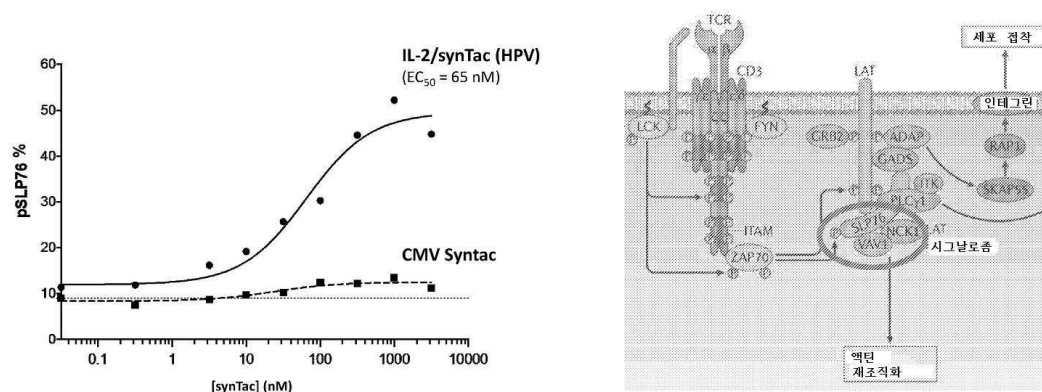 IL-2/synTac (HPV)
(EC50 = 65 nM)
CMV Syntac
pSLP76 %
60
50
40
30
20
10
0
0.1
1
10
100
1000
10000
[synTac] (nM)
TCR
CD3
LAT
세포 접착
인테그린
LCK
FYN
GRB2
ADAP
RAP1
GADS
ITK
SKAP55
PLCγ1
ITAM
SLP76
NCK1
LAT
시그날로좀
VAV1
ZAP70
액틴
재조직화